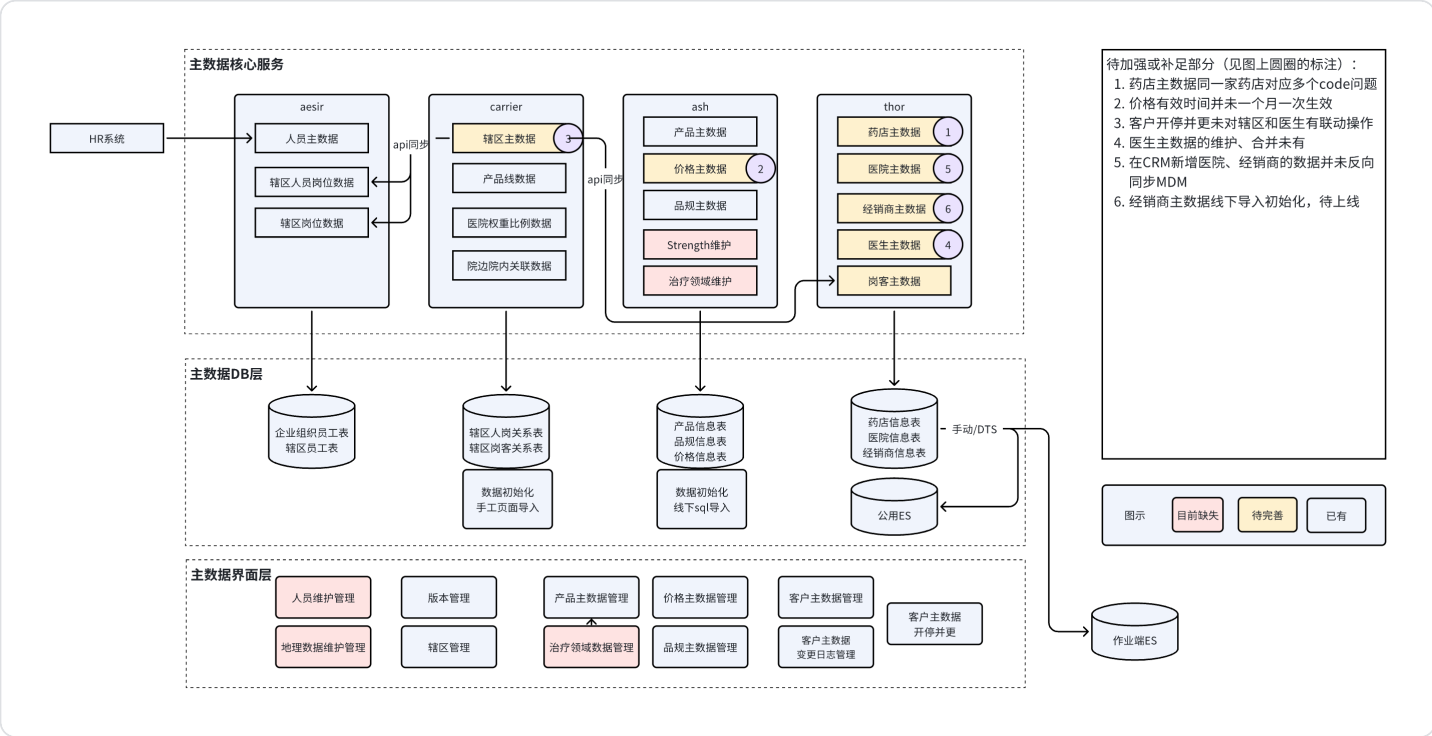 主数据核心服务
aesir
人员主数据
辖区人员岗位数据
辖区岗位数据
HR系统
api同步
carrier
辖区主数据
3
产品线数据
医院权重比例数据
院边院内关联数据
api同步
ash
产品主数据
价格主数据
2
品规主数据
Strength维护
治疗领域维护
thor
药店主数据
1
医院主数据
5
经销商主数据
6
医生主数据
4
岗客主数据
待加强或补足部分（见图上圆圈的标注）：
1. 药店主数据同一家药店对应多个code问题
2. 价格有效时间并未一个月一次生效
3. 客户开停并更未对辖区和医生有联动操作
4. 医生主数据的维护、合并未有
5. 在CRM新增医院、经销商的数据并未反向
同步MDM
6. 经销商主数据线下导入初始化，待上线
主数据DB层
企业组织员工表
辖区员工表
辖区人岗关系表
辖区岗客关系表
数据初始化
手工页面导入
产品信息表
品规信息表
价格信息表
数据初始化
线下sql导入
药店信息表
医院信息表
经销商信息表
手动/DTS
公用ES
图示
目前缺失
待完善
已有
主数据界面层
人员维护管理
版本管理
产品主数据管理
价格主数据管理
客户主数据管理
客户主数据
开停并更
地理数据维护管理
辖区管理
治疗领域数据管理
品规主数据管理
客户主数据
变更日志管理
作业端ES